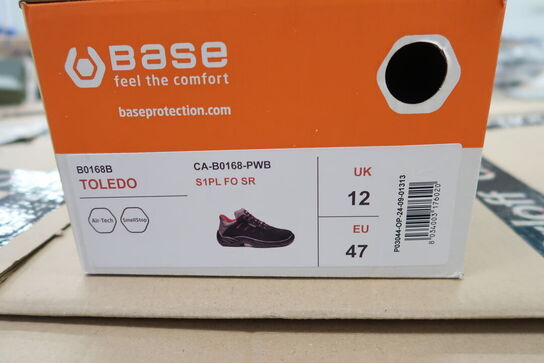 BASE
feel the comfort
baseprotection.com
B0168B
TOLEDO
CA-B0168-PWB
S1PL FO SR
Air-Tech
SmellStop
UK
12
EU
47
P03044-OP-24-09-01313
8034003176020